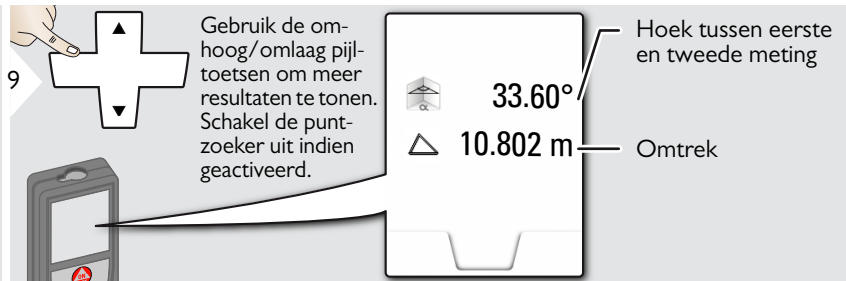 9
Gebruik de om-
hoog/omlaag pijl-
toetsen om meer
resultaten te tonen.
Schakel de punt-
zoeker uit indien
geactiveerd.
α
33.60°
10.802 m
Hoek tussen eerste
en tweede meting
Omtrek
ON